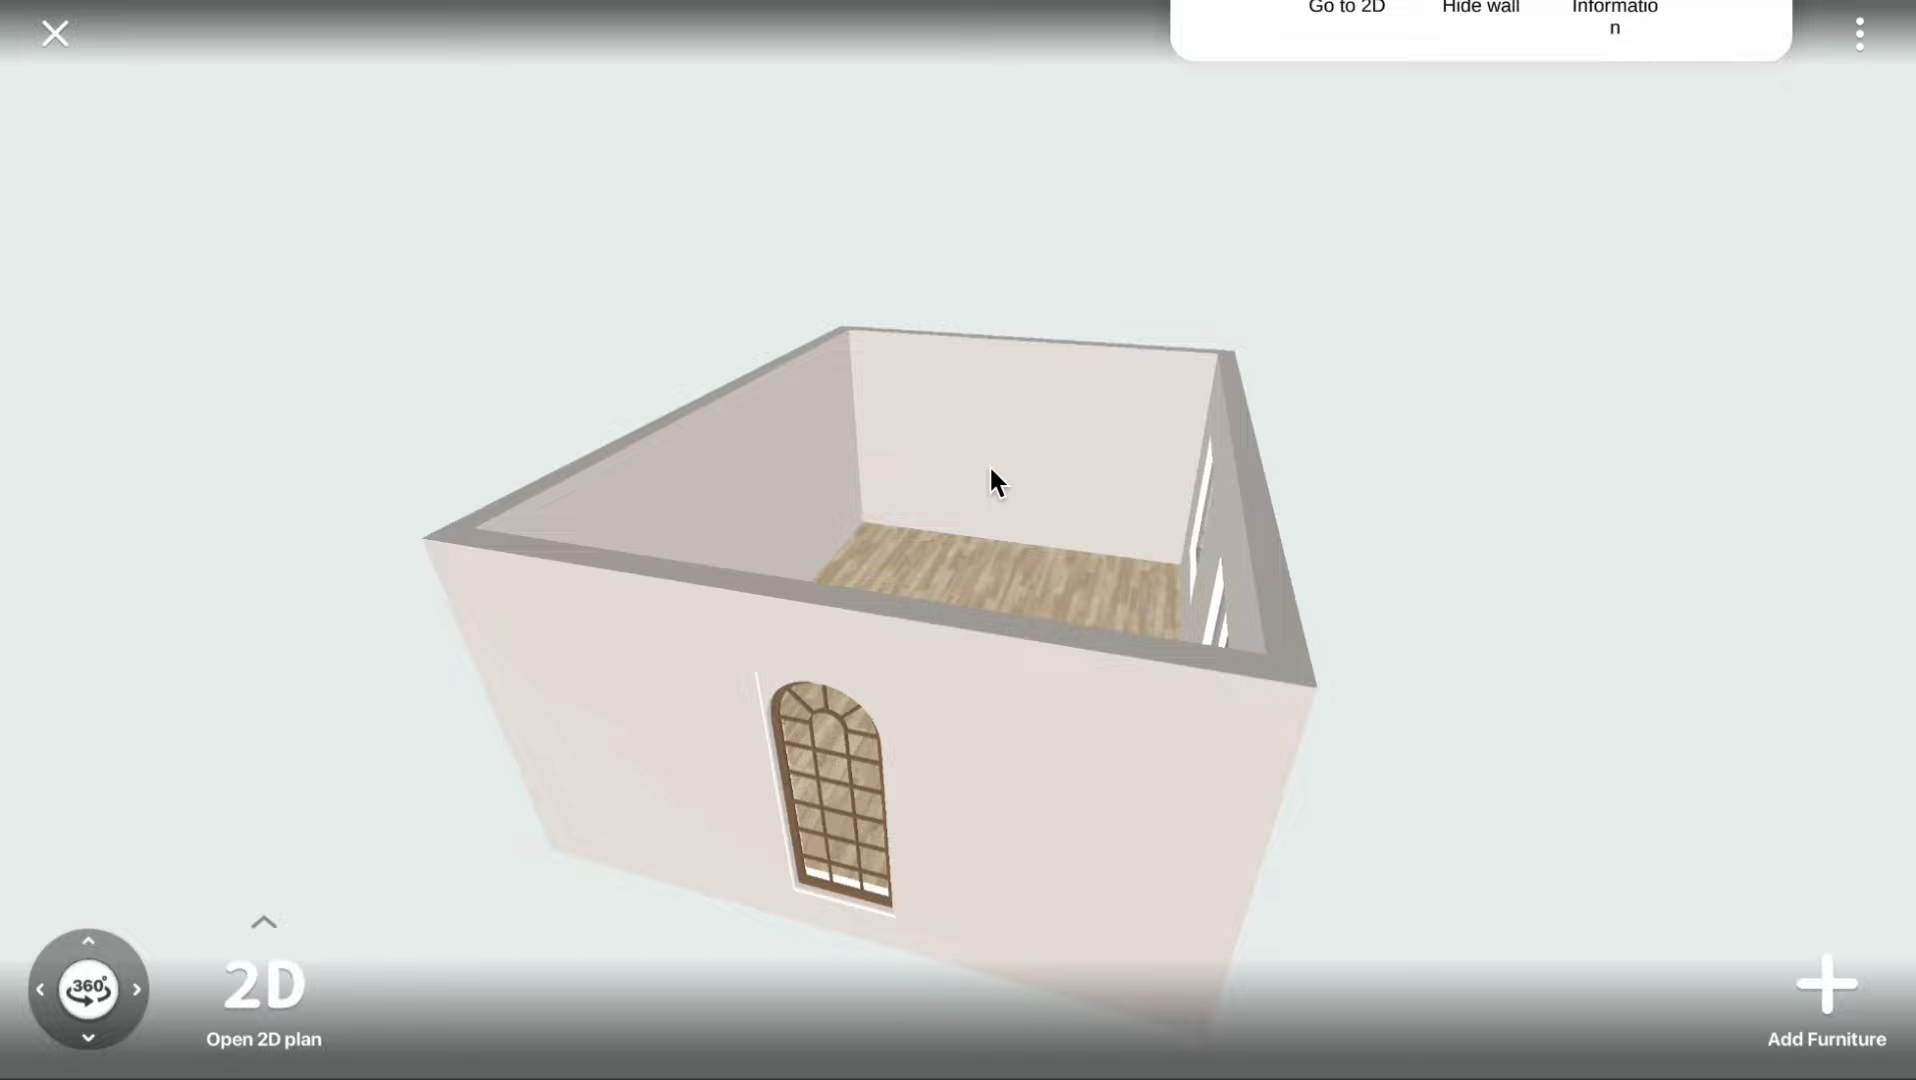 Go to 2D
Hide wall
Informatio
n
360°
2D
Open 2D plan
Add Furniture